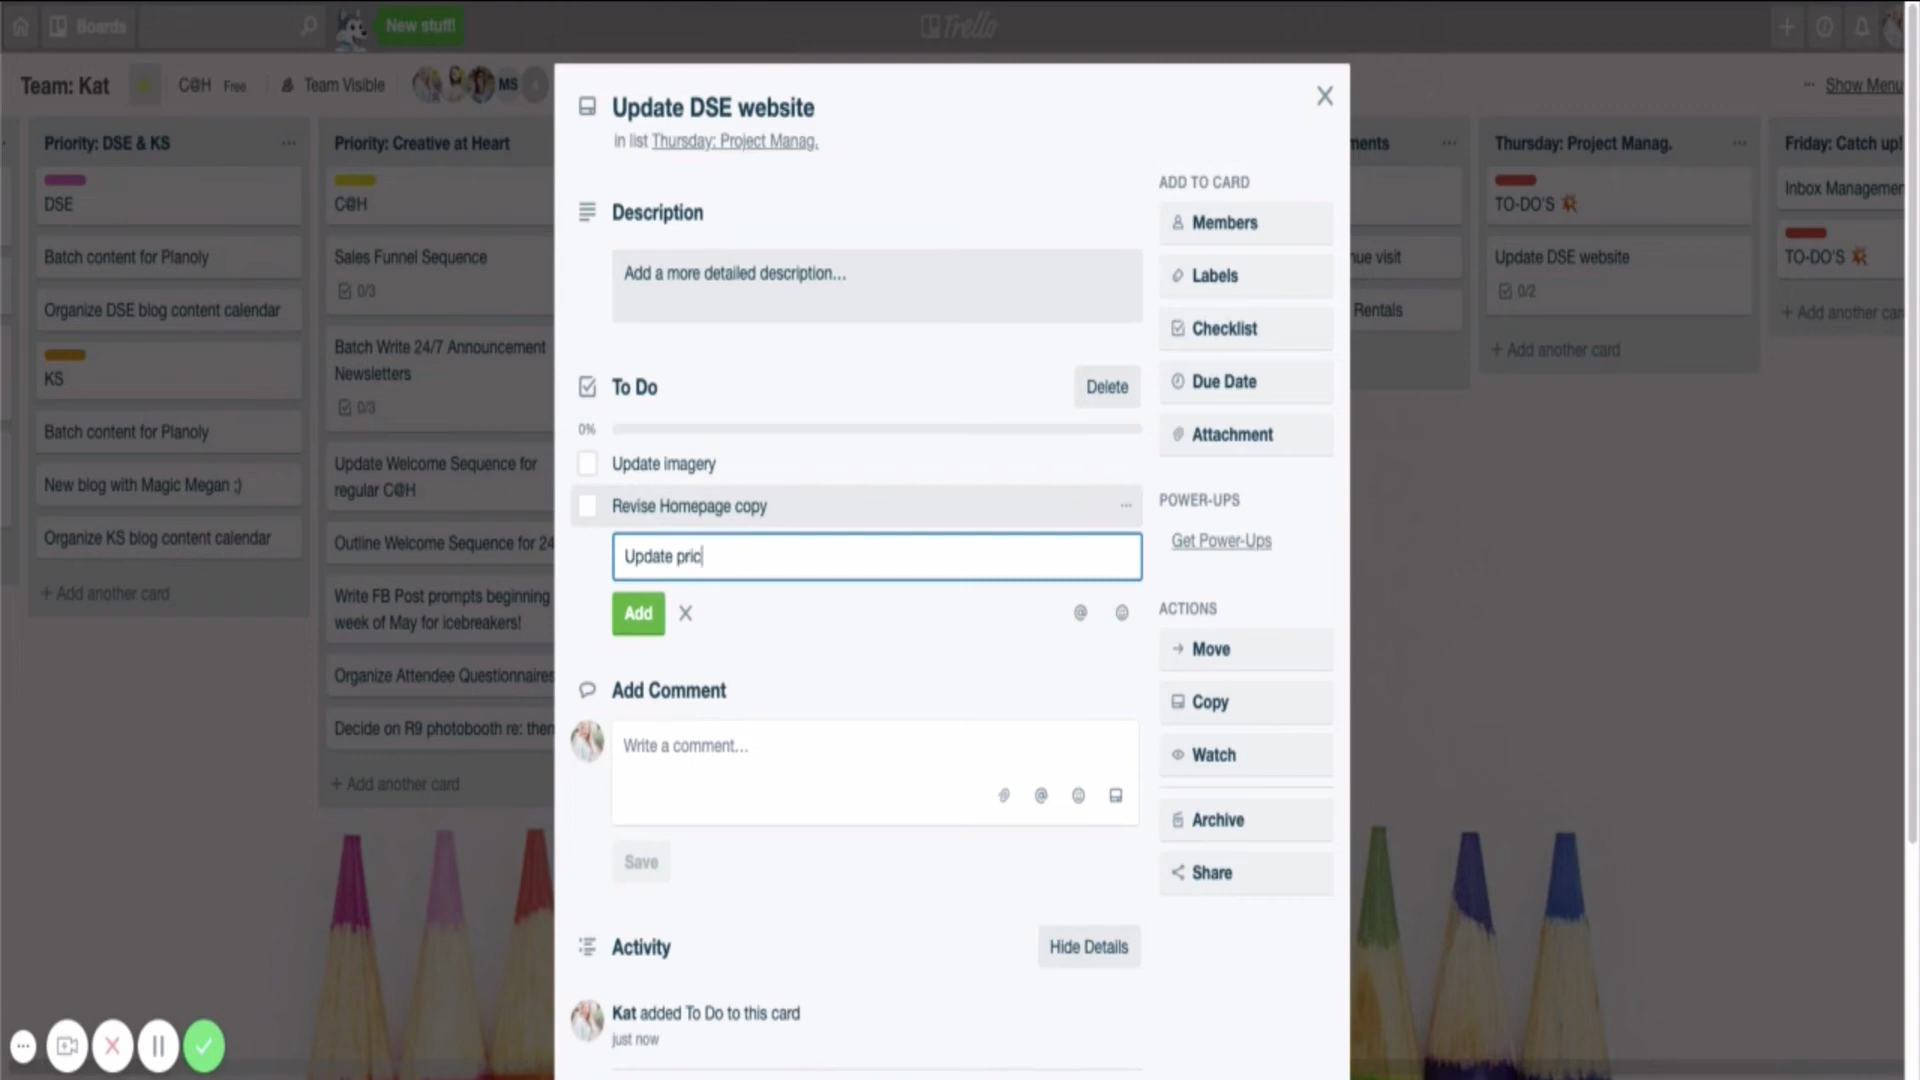 Boards
New stuff!
Trello
Team: Kat
C@H
Free
Team Visible
MS
Show Menu
Priority: DSE & KS
DSE
Batch content for Planoly
Organize DSE blog content calendar
KS
Batch content for Planoly
New blog with Magic Megan ;)
Organize KS blog content calendar
+ Add another card
Priority: Creative at Heart
C@H
Sales Funnel Sequence
0/3
Batch Write 24/7 Announcement
Newsletters
0/3
Update Welcome Sequence for
regular C@H
Outline Welcome Sequence for 24
Write FB Post prompts beginning
week of May for icebreakers!
Organize Attendee Questionnaires
Decide on R9 photobooth re: then
+ Add another card
Update DSE website
in list Thursday: Project Manag.
Description
Add a more detailed description...
To Do
Delete
0%
Update imagery
Revise Homepage copy
Update pric
Add
Add Comment
Write a comment...
Save
Activity
Hide Details
Kat added To Do to this card
just now
ADD TO CARD
Members
Labels
Checklist
Due Date
Attachment
POWER-UPS
Get Power-Ups
ACTIONS
Move
Copy
Watch
Archive
Share
ments
nue visit
Rentals
Thursday: Project Manag.
TO-DO'S
Update DSE website
0/2
+ Add another card
Friday: Catch up!
Inbox Managemen
TO-DO'S
+ Add another car